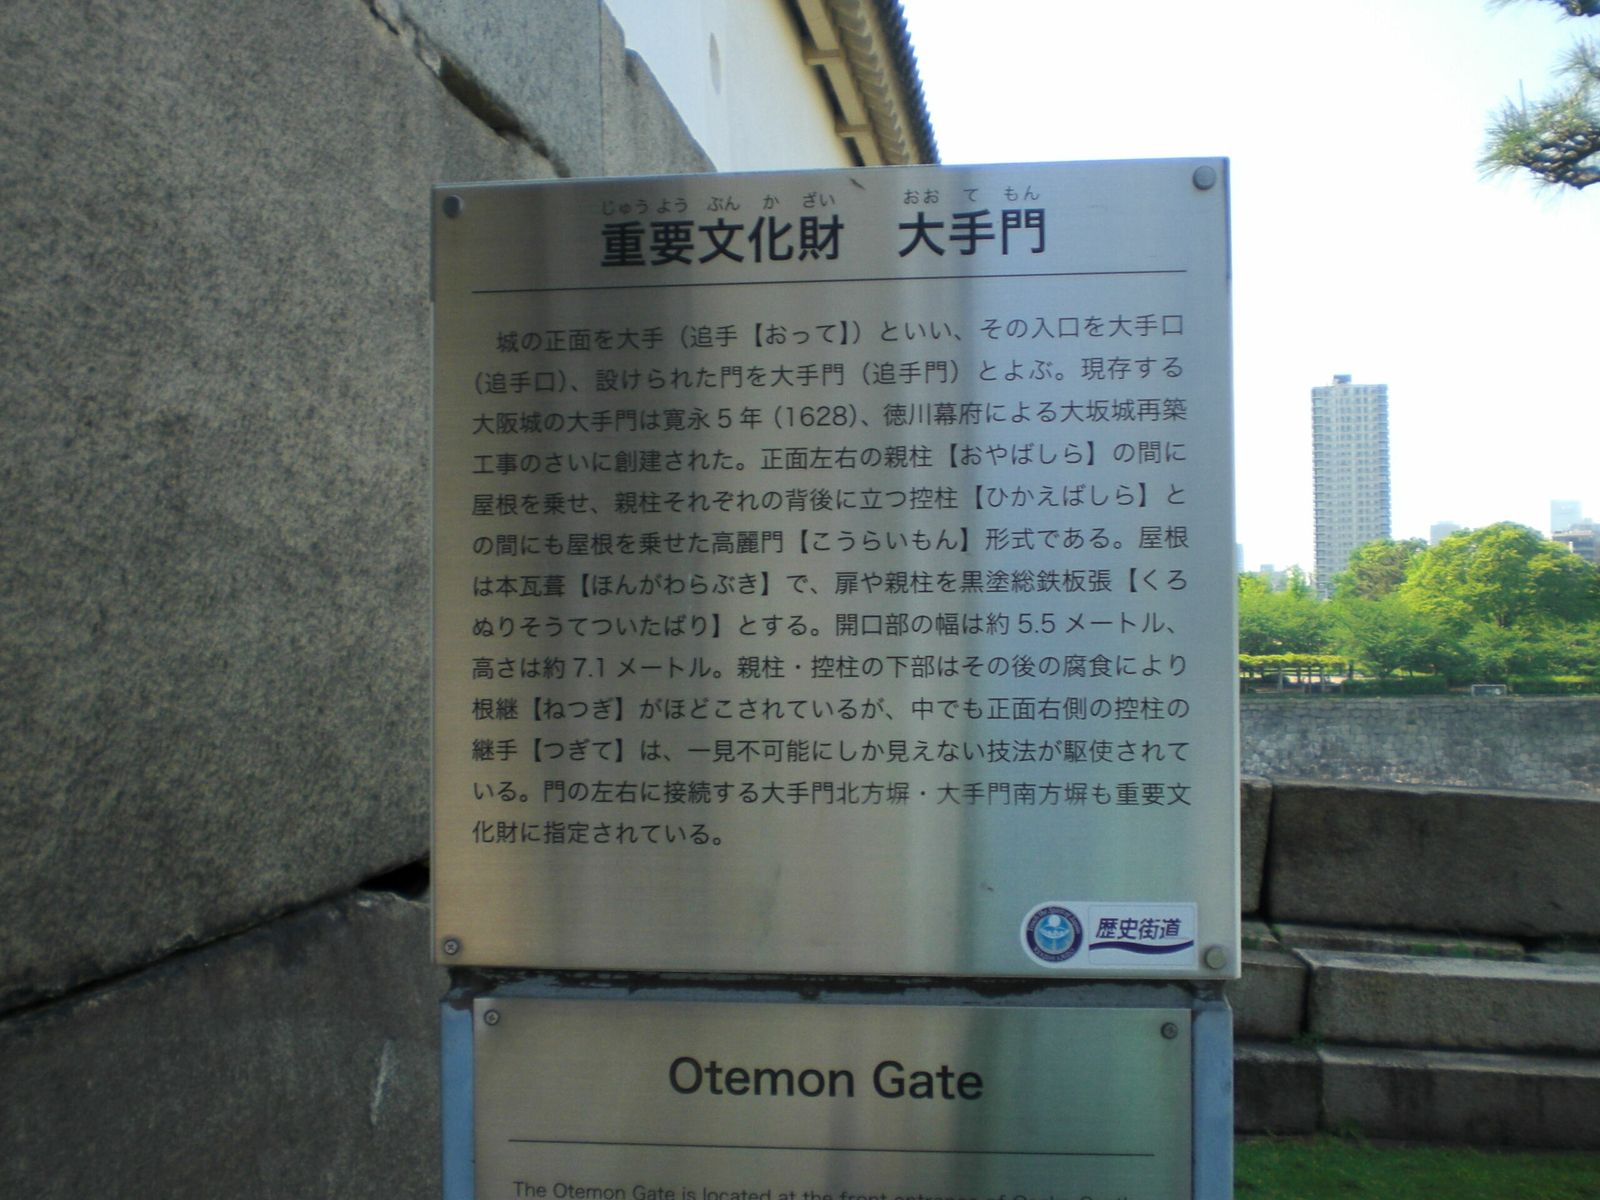 じゅうよう ぶん か ざい おお て もん
重要文化財 大手門
城の正面を大手（追手【おって】）といい、その入口を大手口
（追手口）、設けられた門を大手門（追手門）とよぶ。現存する
大阪城の大手門は寛永5年（1628）、徳川幕府による大坂城再築
工事のさいに創建された。正面左右の親柱【おやばしら】の間に
屋根を乗せ、親柱それぞれの背後に立つ控柱【ひかえばしら】と
の間にも屋根を乗せた高麗門【こうらいもん】形式である。屋根
は本瓦葺【ほんがわらぶき】で、扉や親柱を黒塗総鉄板張【くろ
ぬりそうてついたばり】とする。開口部の幅は約5.5メートル、
高さは約7.1メートル。親柱・控柱の下部はその後の腐食により
根継【ねつぎ】がほどこされているが、中でも正面右側の控柱の
継手【つぎて】は、一見不可能にしか見えない技法が駆使されて
いる。門の左右に接続する大手門北方塀・大手門南方塀も重要文
化財に指定されている。
歴史街道
Otemon Gate
The Otemon Gate is located at the front entrance of